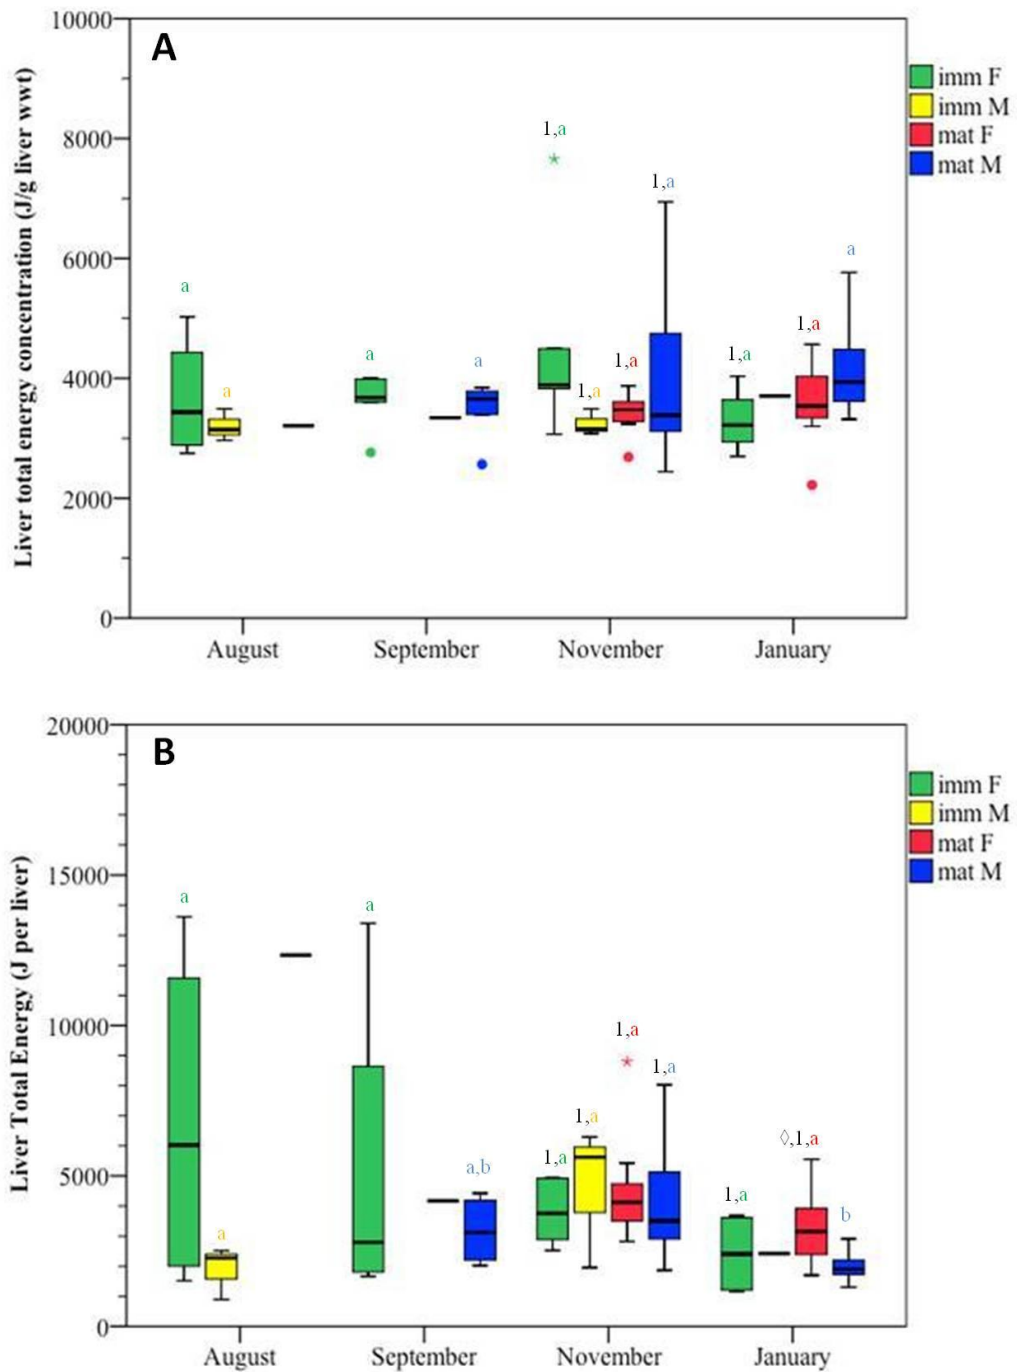 A
Liver total energy concentration (J/g liver wwt)
10000
8000
6000
4000
2000
0
imm F
imm M
mat F
mat M
a
a
a
a
1,a
1,a
1,a
1,a
1,a
1,a
a
August
September
November
January
B
Liver Total Energy (J per liver)
20000
15000
10000
5000
0
imm F
imm M
mat F
mat M
a
a
a
a,b
1,a
1,a
1,a
1,a
1,a
◊,1,a
b
August
September
November
January